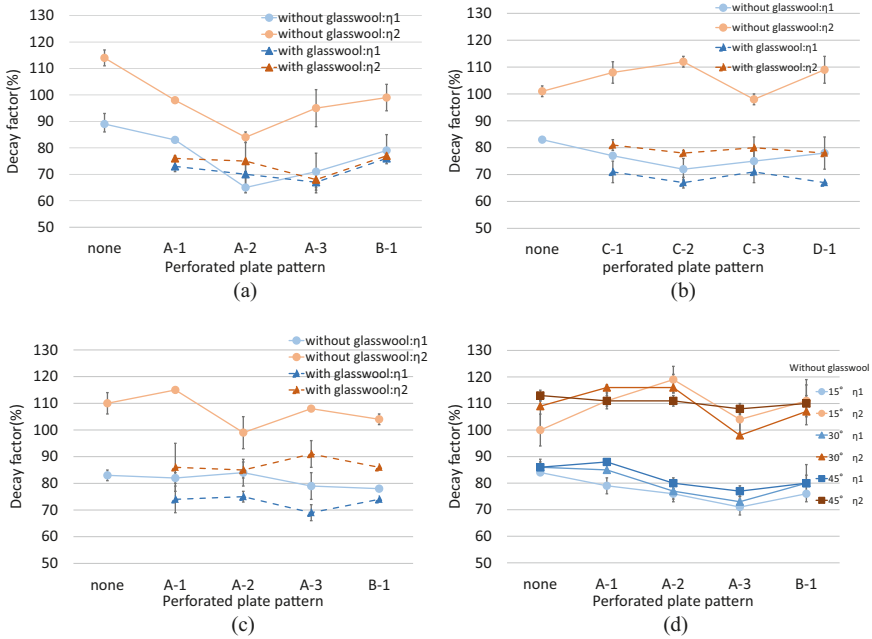 without glasswool:η1
without glasswool:η2
with glasswool:η1
with glasswool:η2
Decay factor(%)
130
120
110
100
90
80
70
60
50
none A-1 A-2 A-3 B-1
Perforated plate pattern
(a)
without glasswool:η1
without glasswool:η2
with glasswool:η1
with glasswool:η2
Decay factor(%)
130
120
110
100
90
80
70
60
50
none C-1 C-2 C-3 D-1
perforated plate pattern
(b)
without glasswool:η1
without glasswool:η2
with glasswool:η1
with glasswool:η2
Decay factor(%)
130
120
110
100
90
80
70
60
50
none A-1 A-2 A-3 B-1
Perforated plate pattern
(c)
Without glasswool
15° η1
15° η2
30° η1
30° η2
45° η1
45° η2
Decay factor(%)
130
120
110
100
90
80
70
60
50
none A-1 A-2 A-3 B-1
Perforated plate pattern
(d)